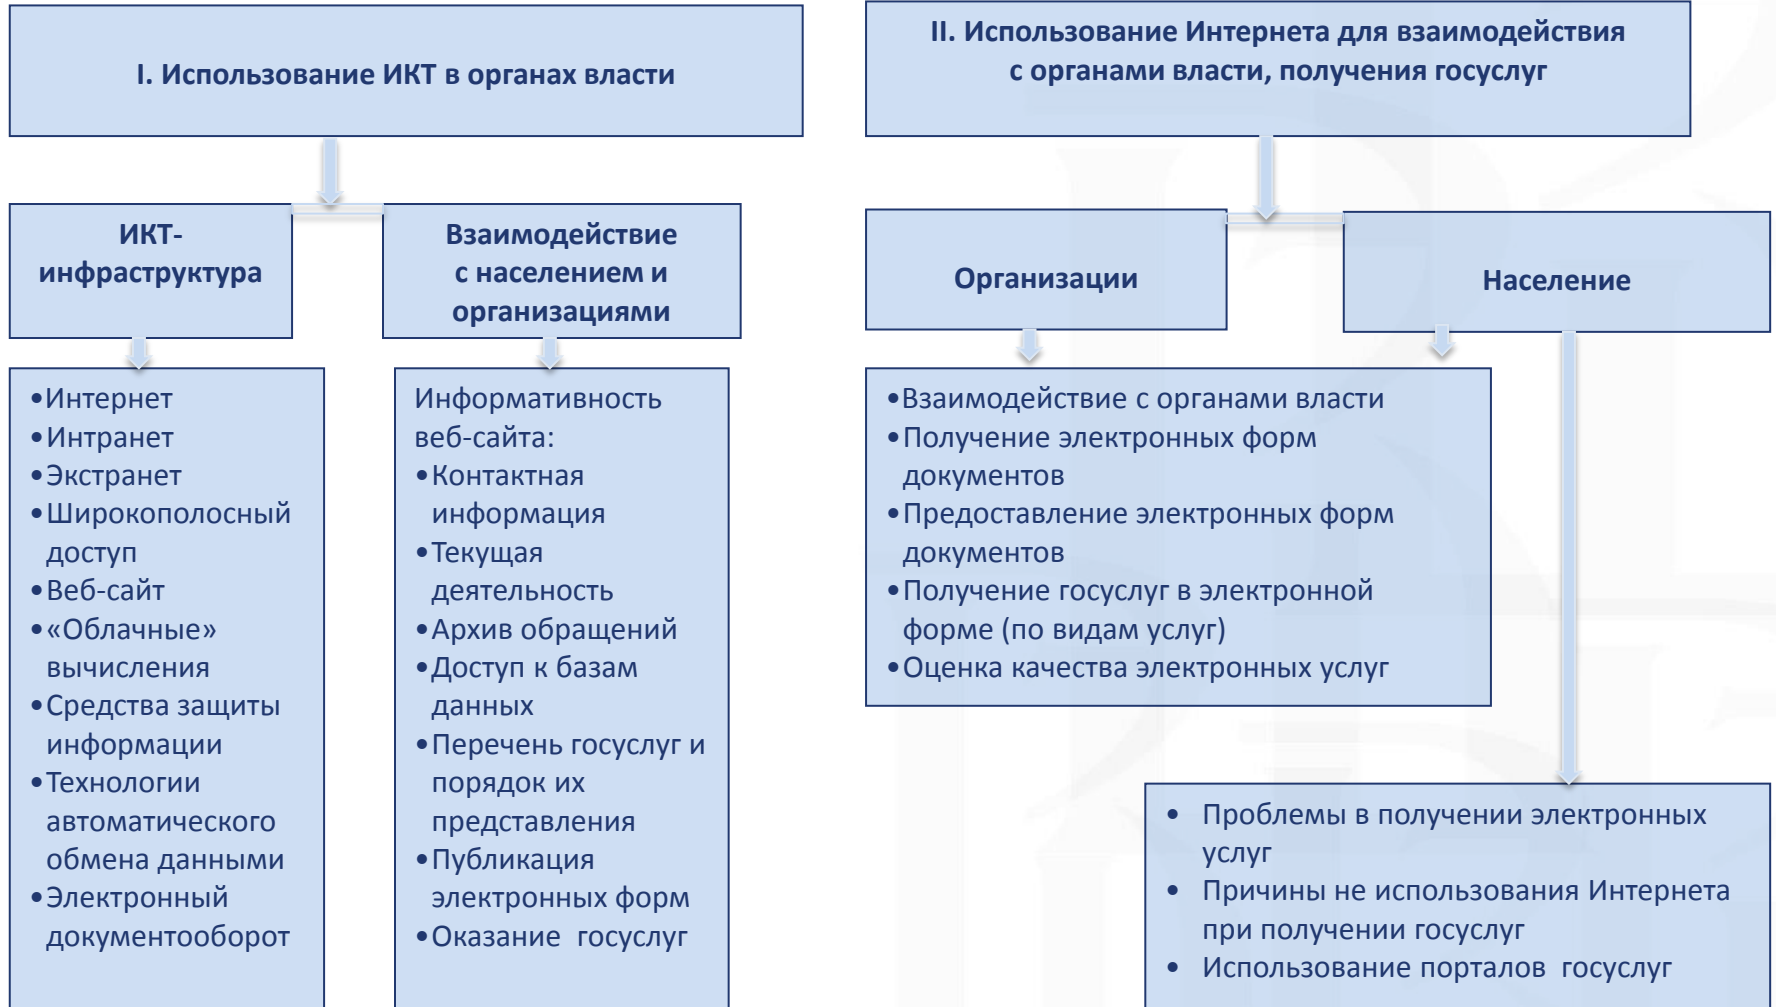 I. Использование ИКТ в органах власти
ИКТ-
инфраструктура
Взаимодействие
с населением и
организациями
•Интернет
•Интранет
•Экстранет
•Широкополосный
доступ
•Веб-сайт
•«Облачные»
вычисления
•Средства защиты
информации
•Технологии
автоматического
обмена данными
•Электронный
документооборот
Информативность
веб-сайта:
•Контактная
информация
•Текущая
деятельность
•Архив обращений
•Доступ к базам
данных
•Перечень госуслуг и
порядок их
представления
•Публикация
электронных форм
•Оказание госуслуг
II. Использование Интернета для взаимодействия
с органами власти, получения госуслуг
Организации
Население
•Взаимодействие с органами власти
•Получение электронных форм
документов
•Предоставление электронных форм
документов
•Получение госуслуг в электронной
форме (по видам услуг)
•Оценка качества электронных услуг
• Проблемы в получении электронных
услуг
• Причины не использования Интернета
при получении госуслуг
• Использование порталов госуслуг